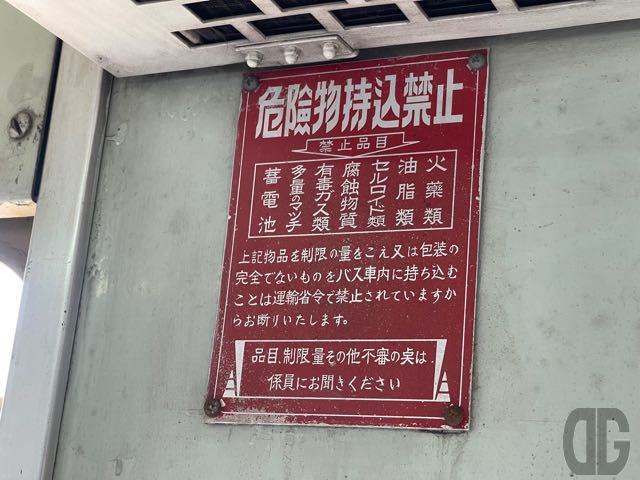 危險物持込禁止
禁止品目
火薬類
油脂類
セルロイド類
腐蝕物質
有毒ガス類
多量のマッチ
蓄電池
上記物品を制限の量をこえ又は包装の
完全でないものをバス車内に持ち込む
ことは運輸省令で禁止されていますか
らお断りいたします。
品目、制限量その他不審の点は
係員にお聞きください
DG